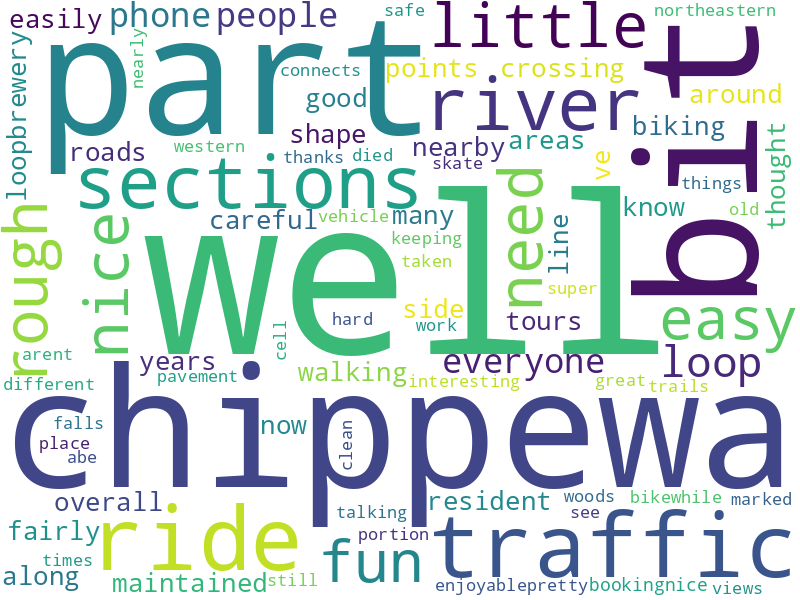 easily
phone
people
safe
little
northeastern
part
nearly
connects
points
crossing
bit
around
loopbrewery
good
river
shape
biking
roads
western
thanks
died
nearby
skate
areas
ve
thought
sections
things
careful
vehicle
many
need
line
know
old
rough
nice
well
keeping
taken
side
super
easy
hard
work
tours
cell
years
everyone
loop
arent
pavement
walking
different
interesting
great
trails
chippewa
falls
place
abe
now
clean
overall
resident
woods
bikewhile
marked
fairly
ride
talking
portion
see
traffic
times
along
maintained
still
fun
enjoyablepretty
bookingnice
views